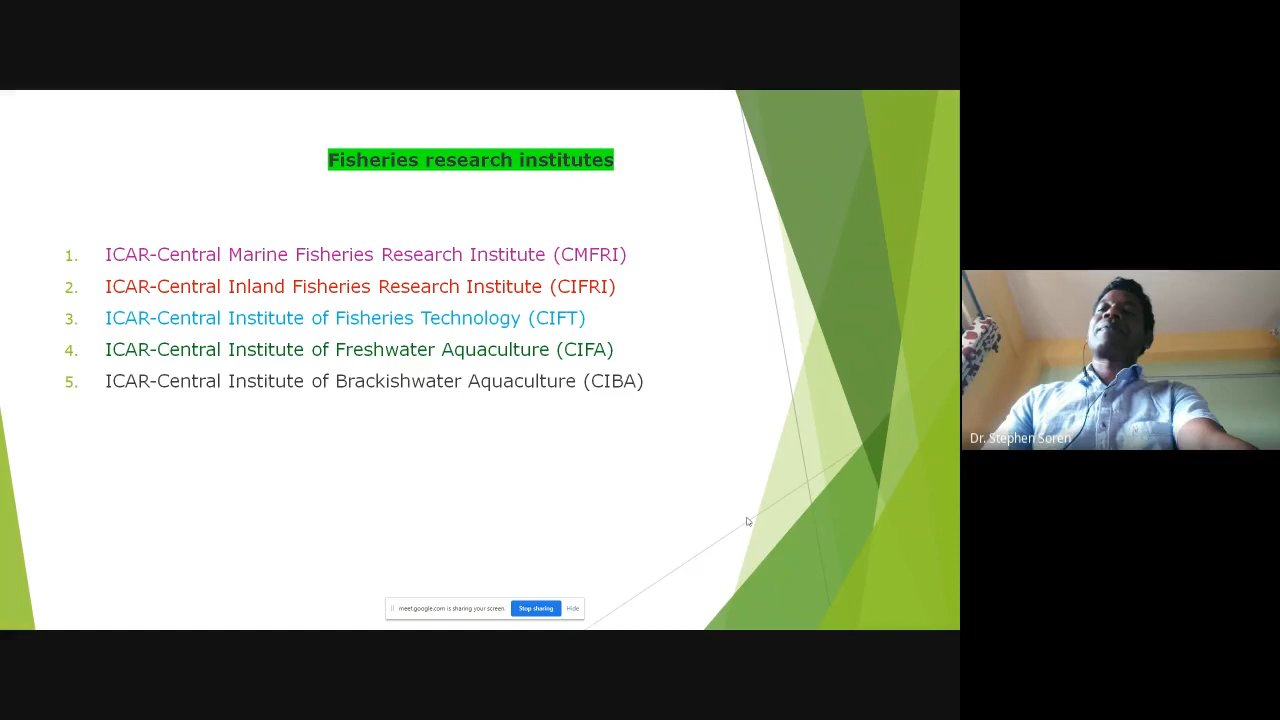 Fisheries research institutes
1. ICAR-Central Marine Fisheries Research Institute (CMFRI)
2. ICAR-Central Inland Fisheries Research Institute (CIFRI)
3. ICAR-Central Institute of Fisheries Technology (CIFT)
4. ICAR-Central Institute of Freshwater Aquaculture (CIFA)
5. ICAR-Central Institute of Brackishwater Aquaculture (CIBA)
Dr. Stephen Soren
meet.google.com is sharing your screen. Stop sharing Hide